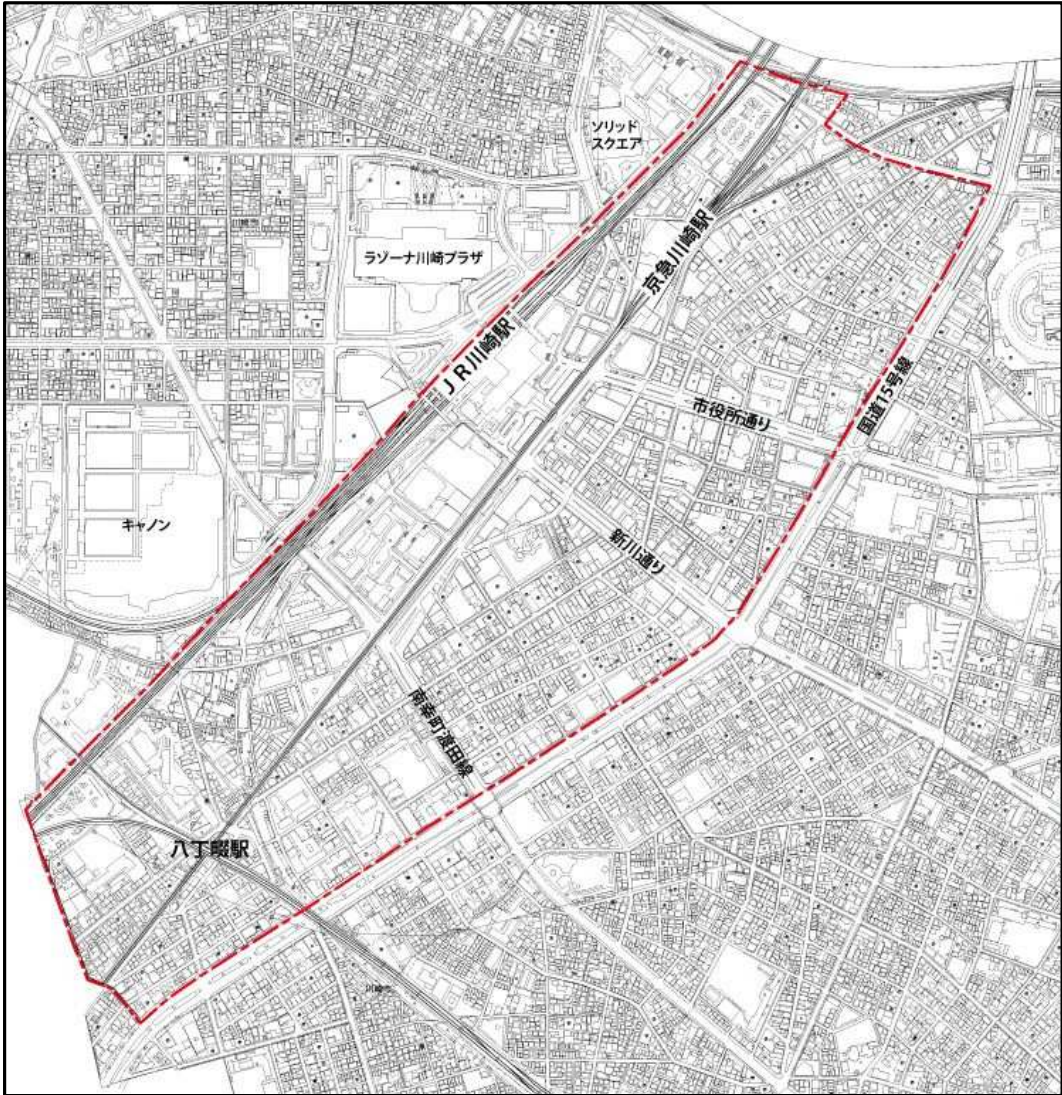 ソリッド
スクエア
京急川崎駅
ラゾーナ川崎プラザ
JR川崎駅
国道15号線
市役所通り
キヤノン
新川通り
南幸町渡田線
八丁畷駅